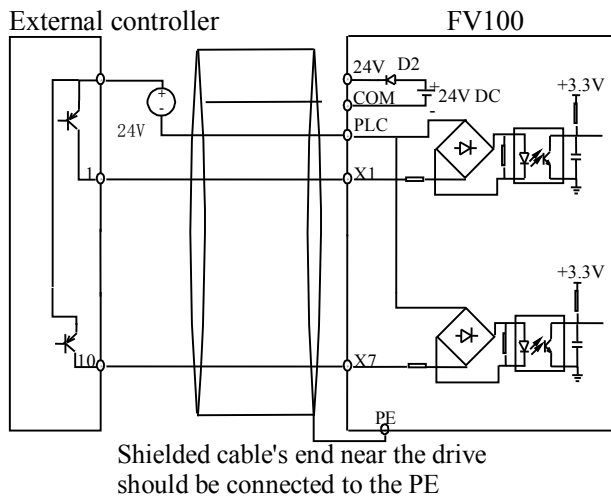 External controller
FV100
24V
D2
COM
+
-
24V DC
+3.3V
+
-
24V
PLC
1
X1
+3.3V
10
X7
PE
Shielded cable's end near the drive
should be connected to the PE